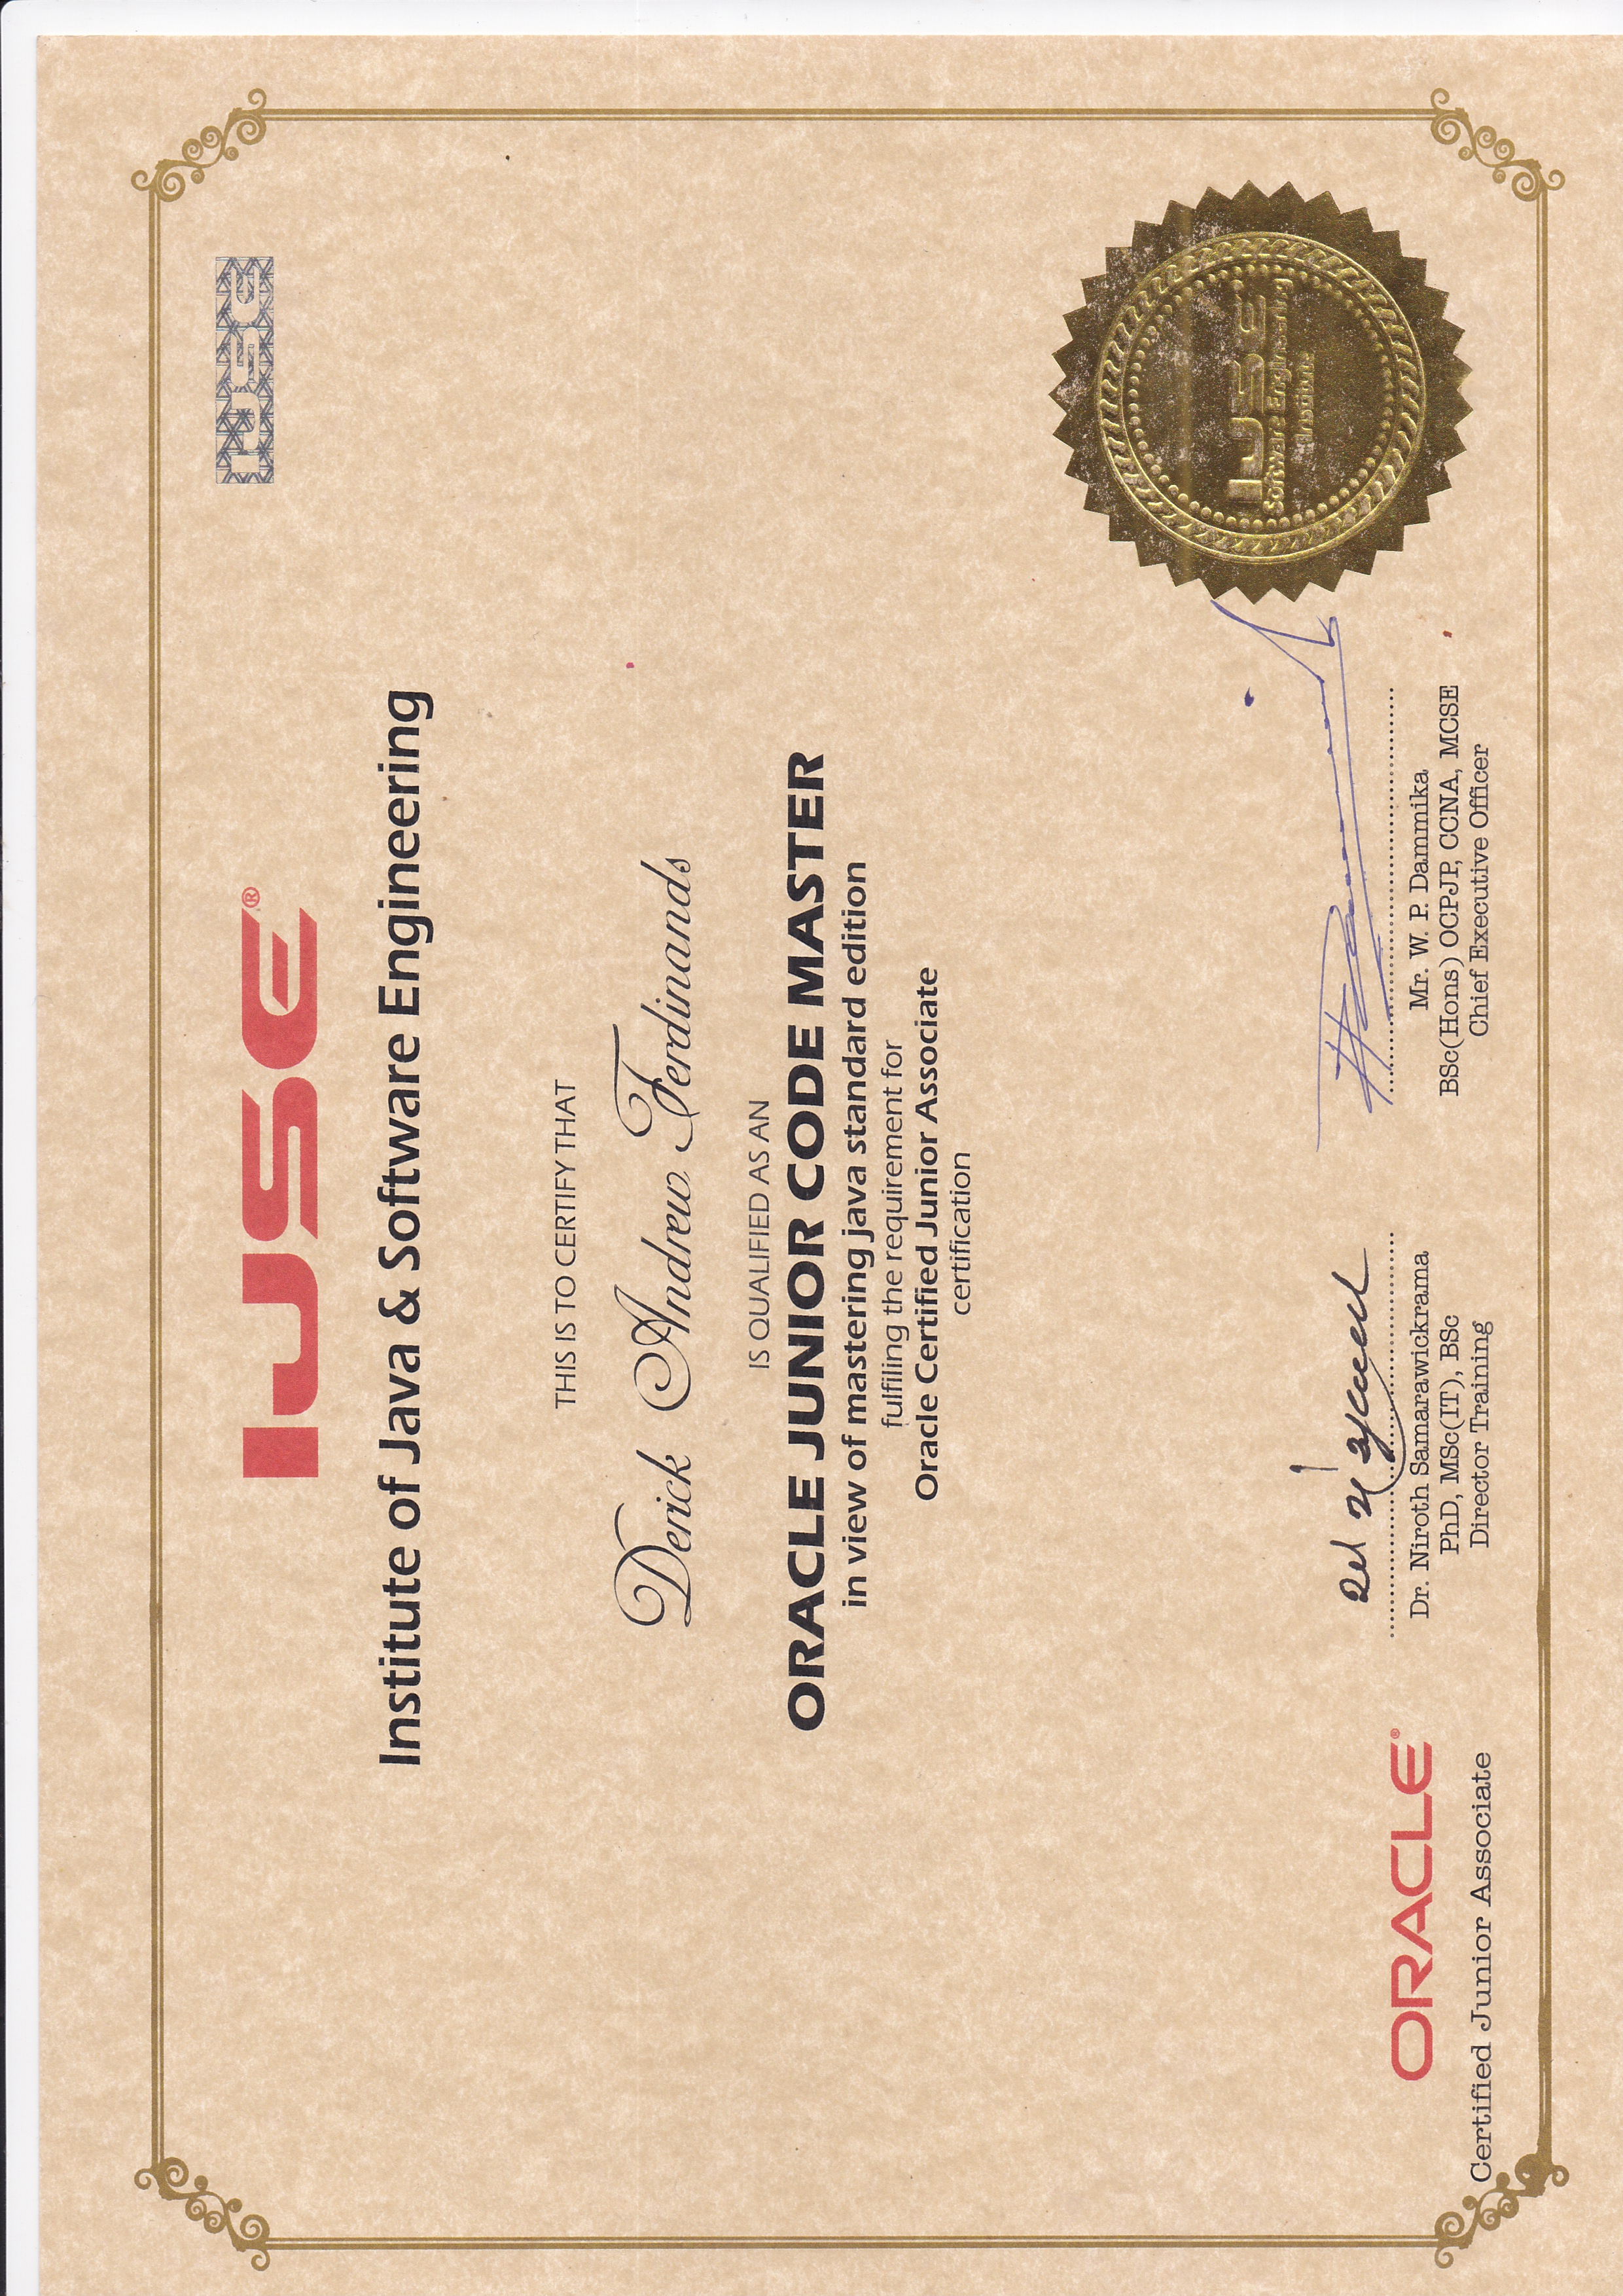 IJSE®
IJSE
Institute of Java & Software Engineering
THIS IS TO CERTIFY THAT
Derick Andrew Ferdinands
IS QUALIFIED AS AN
ORACLE JUNIOR CODE MASTER
in view of mastering java standard edition
fulfiling the requirement for
Oracle Certified Junior Associate
certification
IJSE
Software Engineering
Institute
ORACLE®
Certified Junior Associate
Dr. Niroth Samarawickrama
PhD, MSc(IT), BSc
Director Training
Mr. W. P. Dammika
BSc(Hons) OCPJP, CCNA, MCSE
Chief Executive Officer